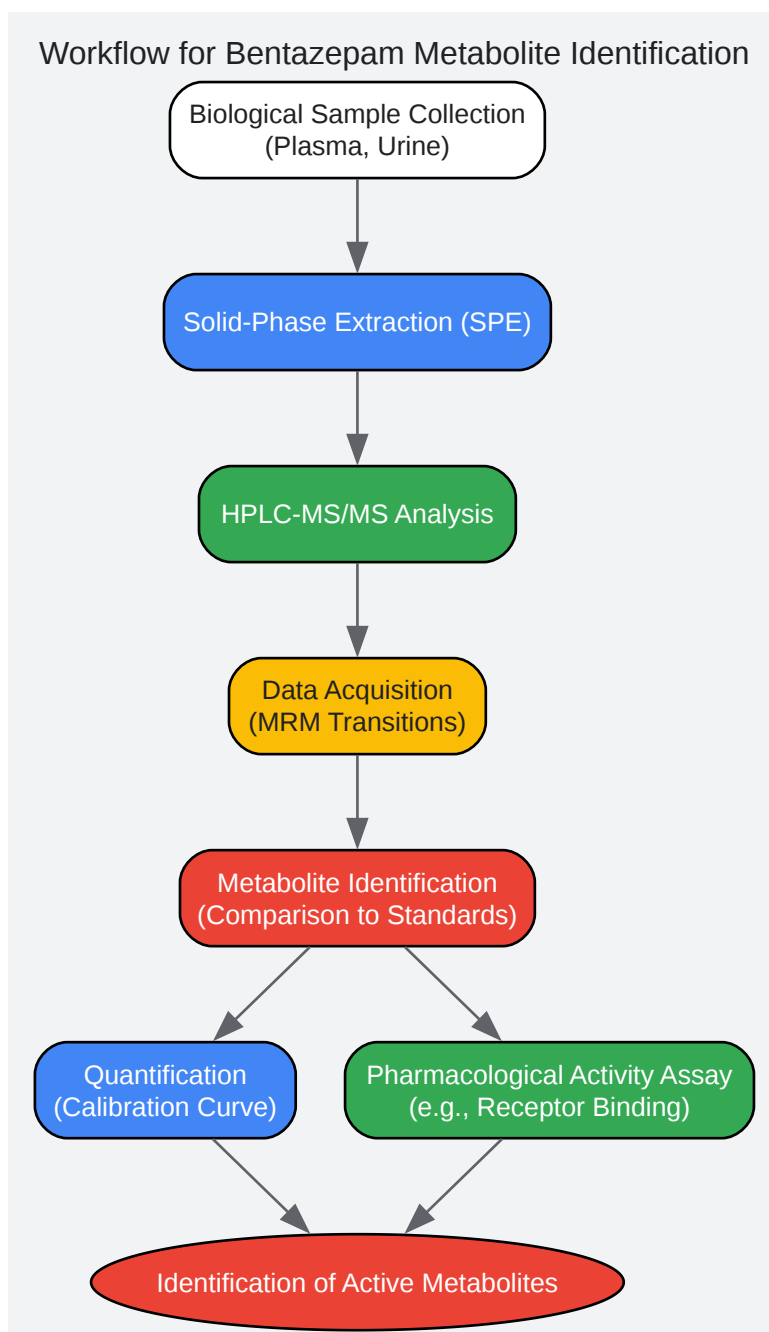 Workflow for Bentazepam Metabolite Identification
Biological Sample Collection
(Plasma, Urine)
Solid-Phase Extraction (SPE)
HPLC-MS/MS Analysis
Data Acquisition
(MRM Transitions)
Metabolite Identification
(Comparison to Standards)
Quantification
(Calibration Curve)
Pharmacological Activity Assay
(e.g., Receptor Binding)
Identification of Active Metabolites